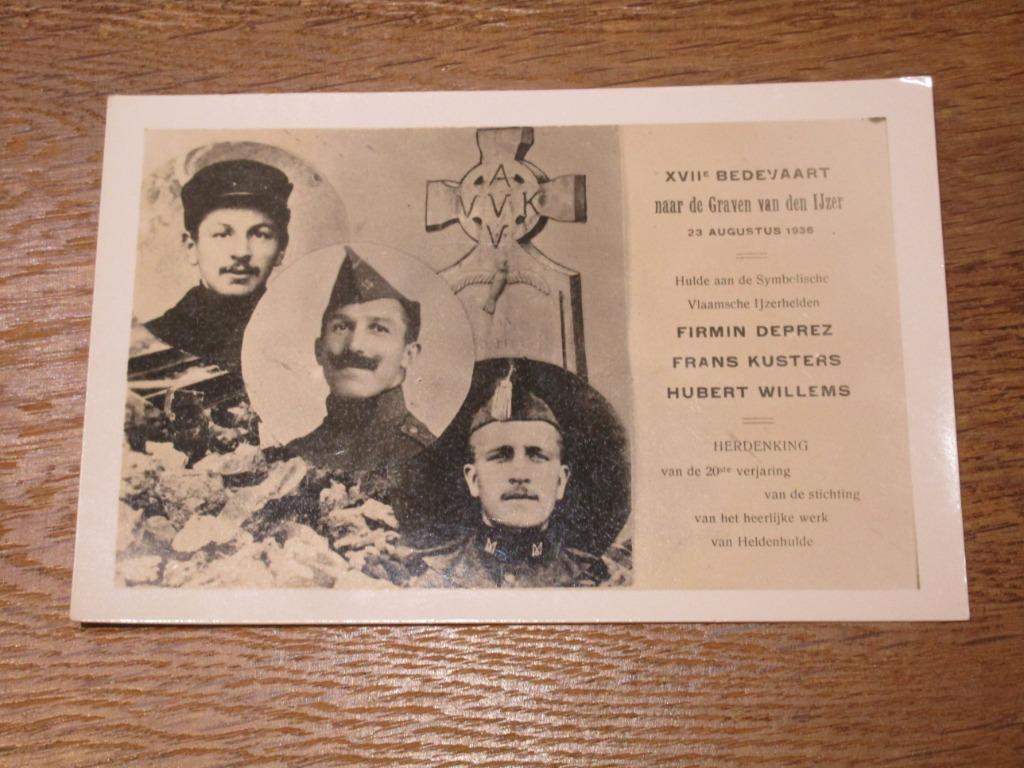 A
VVK
V
XVIIe BEDEVAART
naar de Graven van den IJzer
23 AUGUSTUS 1936
Hulde aan de Symbolische
Vlaamsche IJzerhelden
FIRMIN DEPREZ
FRANS KUSTERS
HUBERT WILLEMS
HERDENKING
van de 20ste verjaring
van de stichting
van het heerlijke werk
van Heldenhulde